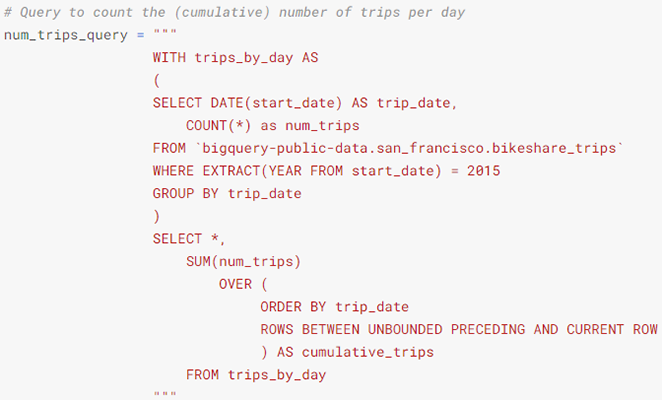 # Query to count the (cumulative) number of trips per day
num_trips_query = """
WITH trips_by_day AS
(
SELECT DATE(start_date) AS trip_date,
COUNT(*) as num_trips
FROM `bigquery-public-data.san_francisco.bikeshare_trips`
WHERE EXTRACT(YEAR FROM start_date) = 2015
GROUP BY trip_date
)
SELECT *,
SUM(num_trips)
OVER (
ORDER BY trip_date
ROWS BETWEEN UNBOUNDED PRECEDING AND CURRENT ROW
) AS cumulative_trips
FROM trips_by_day
"""